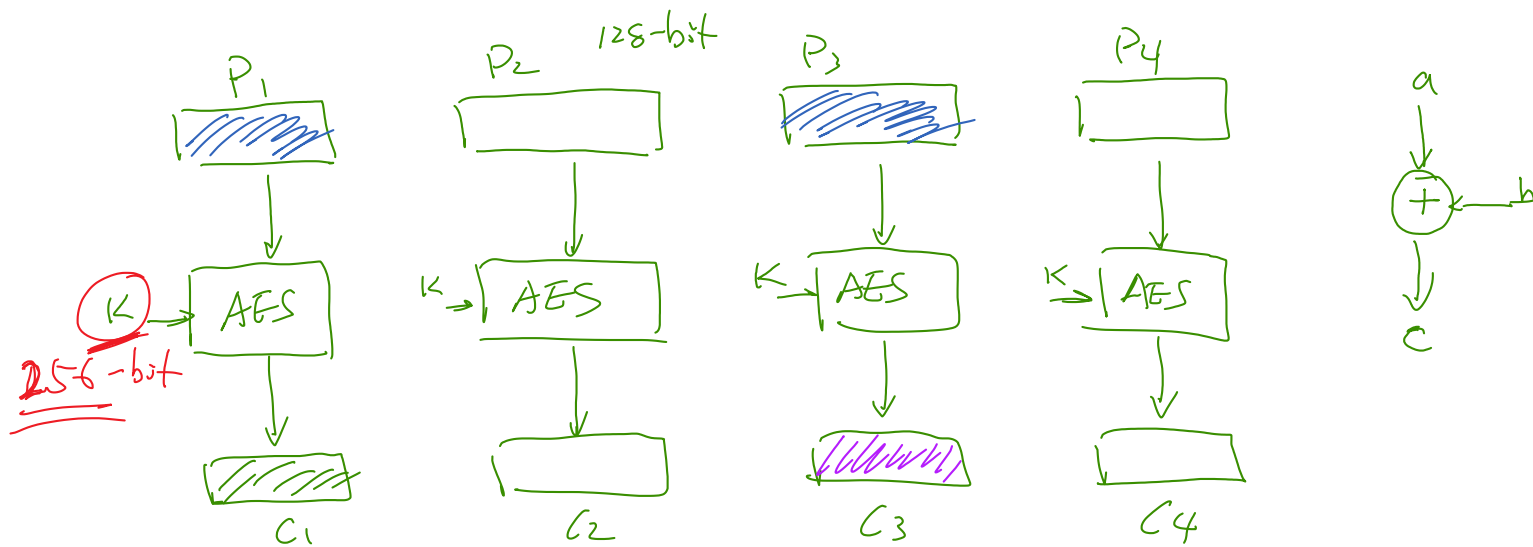 P1 P2 128-bit P3 P4
a
+ b
K AES K AES K AES K AES
256-bit
c
C1 C2 C3 C4